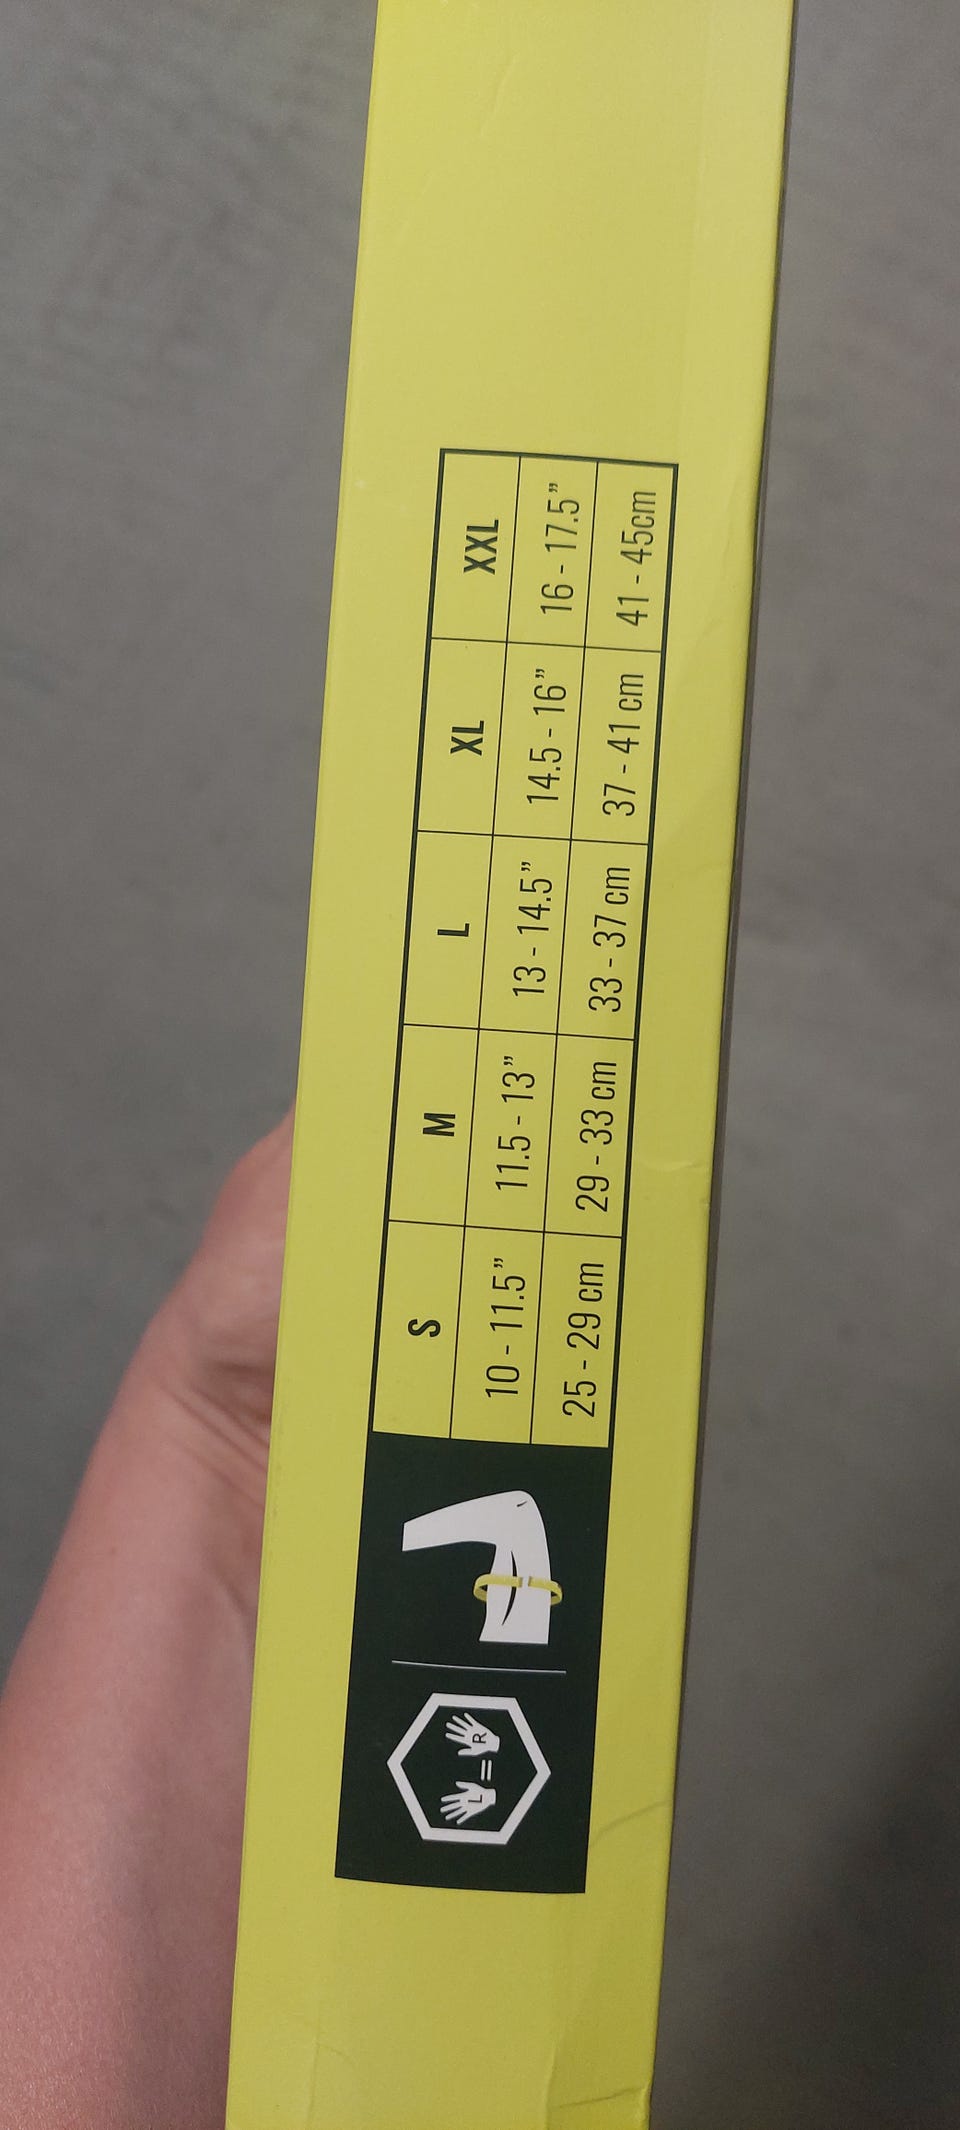 S M L XL XXL
10 - 11.5” 11.5 - 13” 13 - 14.5” 14.5 - 16” 16 - 17.5”
25 - 29 cm 29 - 33 cm 33 - 37 cm 37 - 41 cm 41 - 45cm
L = R